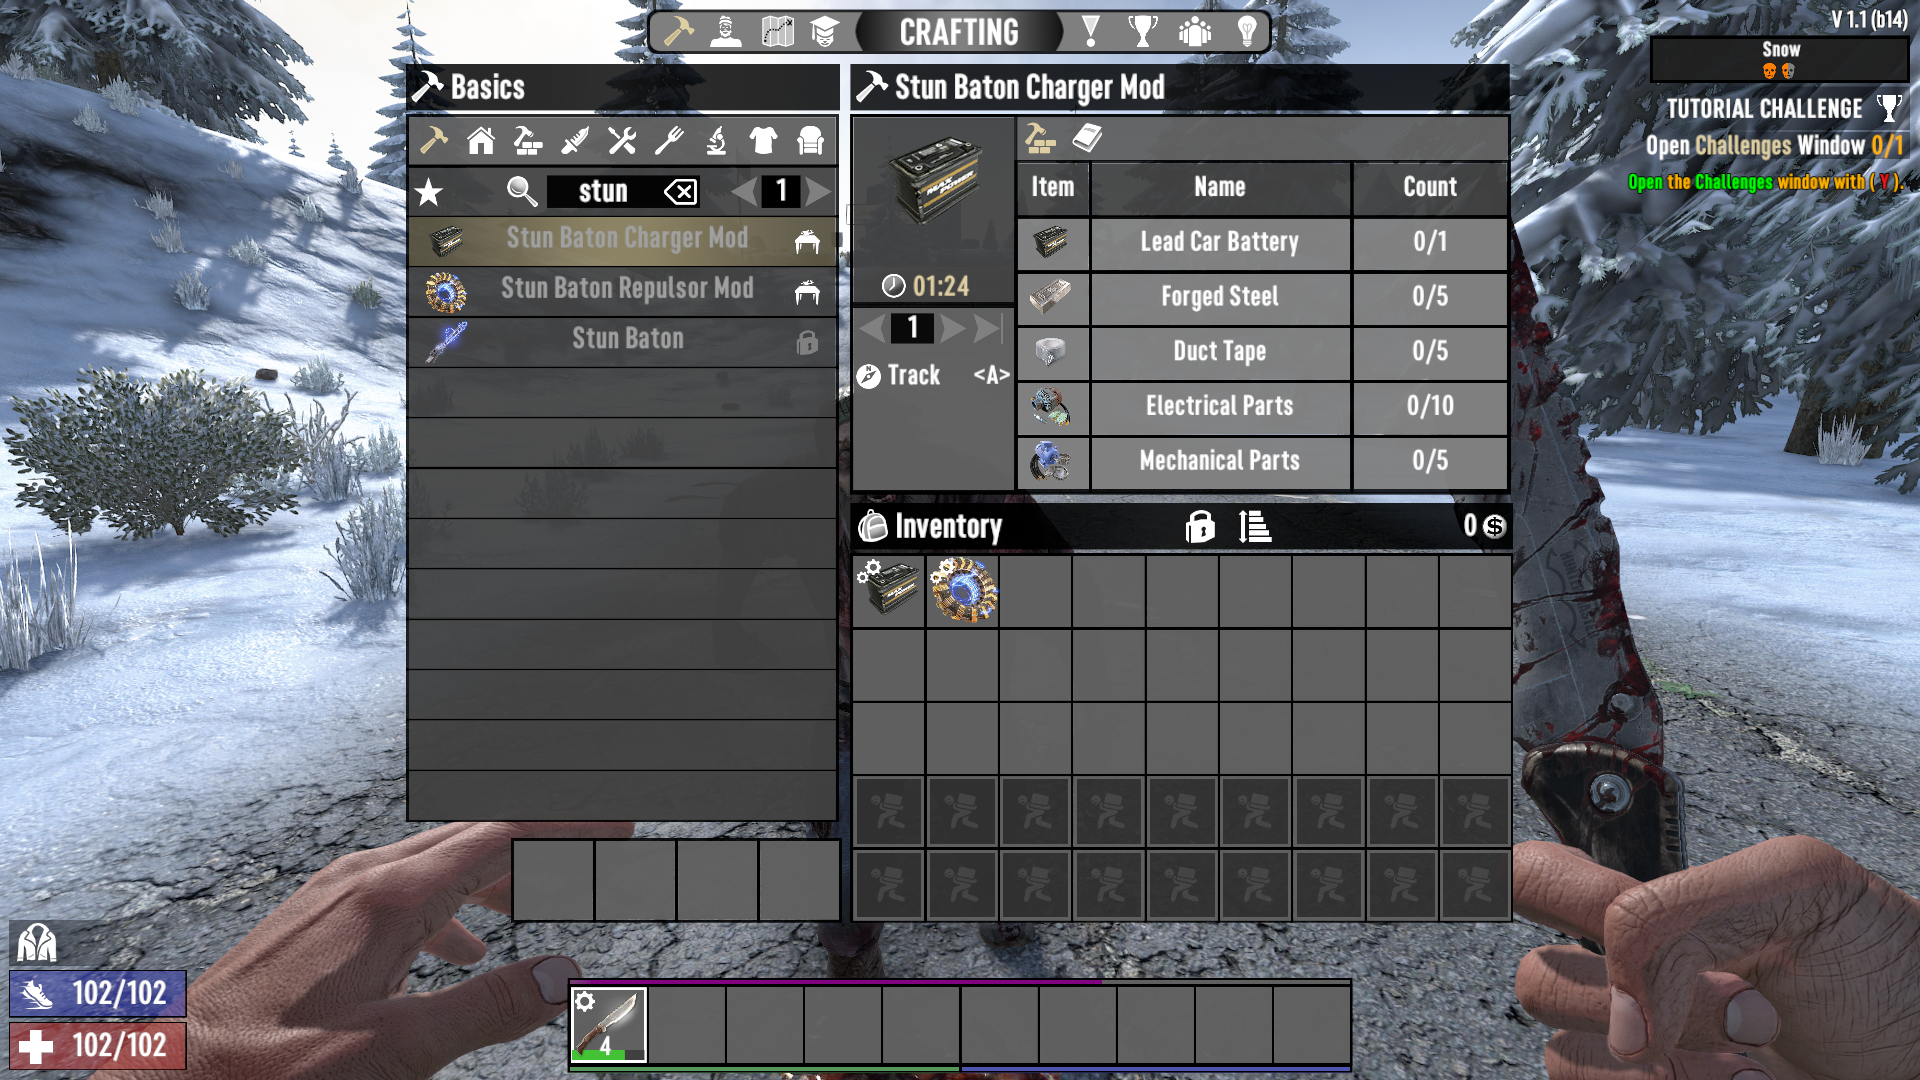 CRAFTING
V 1.1 (b14)
Snow
TUTORIAL CHALLENGE
Open Challenges Window 0/1
Open the Challenges window with ( Y ).
Basics
stun
1
Stun Baton Charger Mod
Stun Baton Repulsor Mod
Stun Baton
Stun Baton Charger Mod
MAX POWER
01:24
1
Track <A>
Item Name Count
Lead Car Battery 0/1
Forged Steel 0/5
Duct Tape 0/5
Electrical Parts 0/10
Mechanical Parts 0/5
Inventory
0
102/102
102/102
4